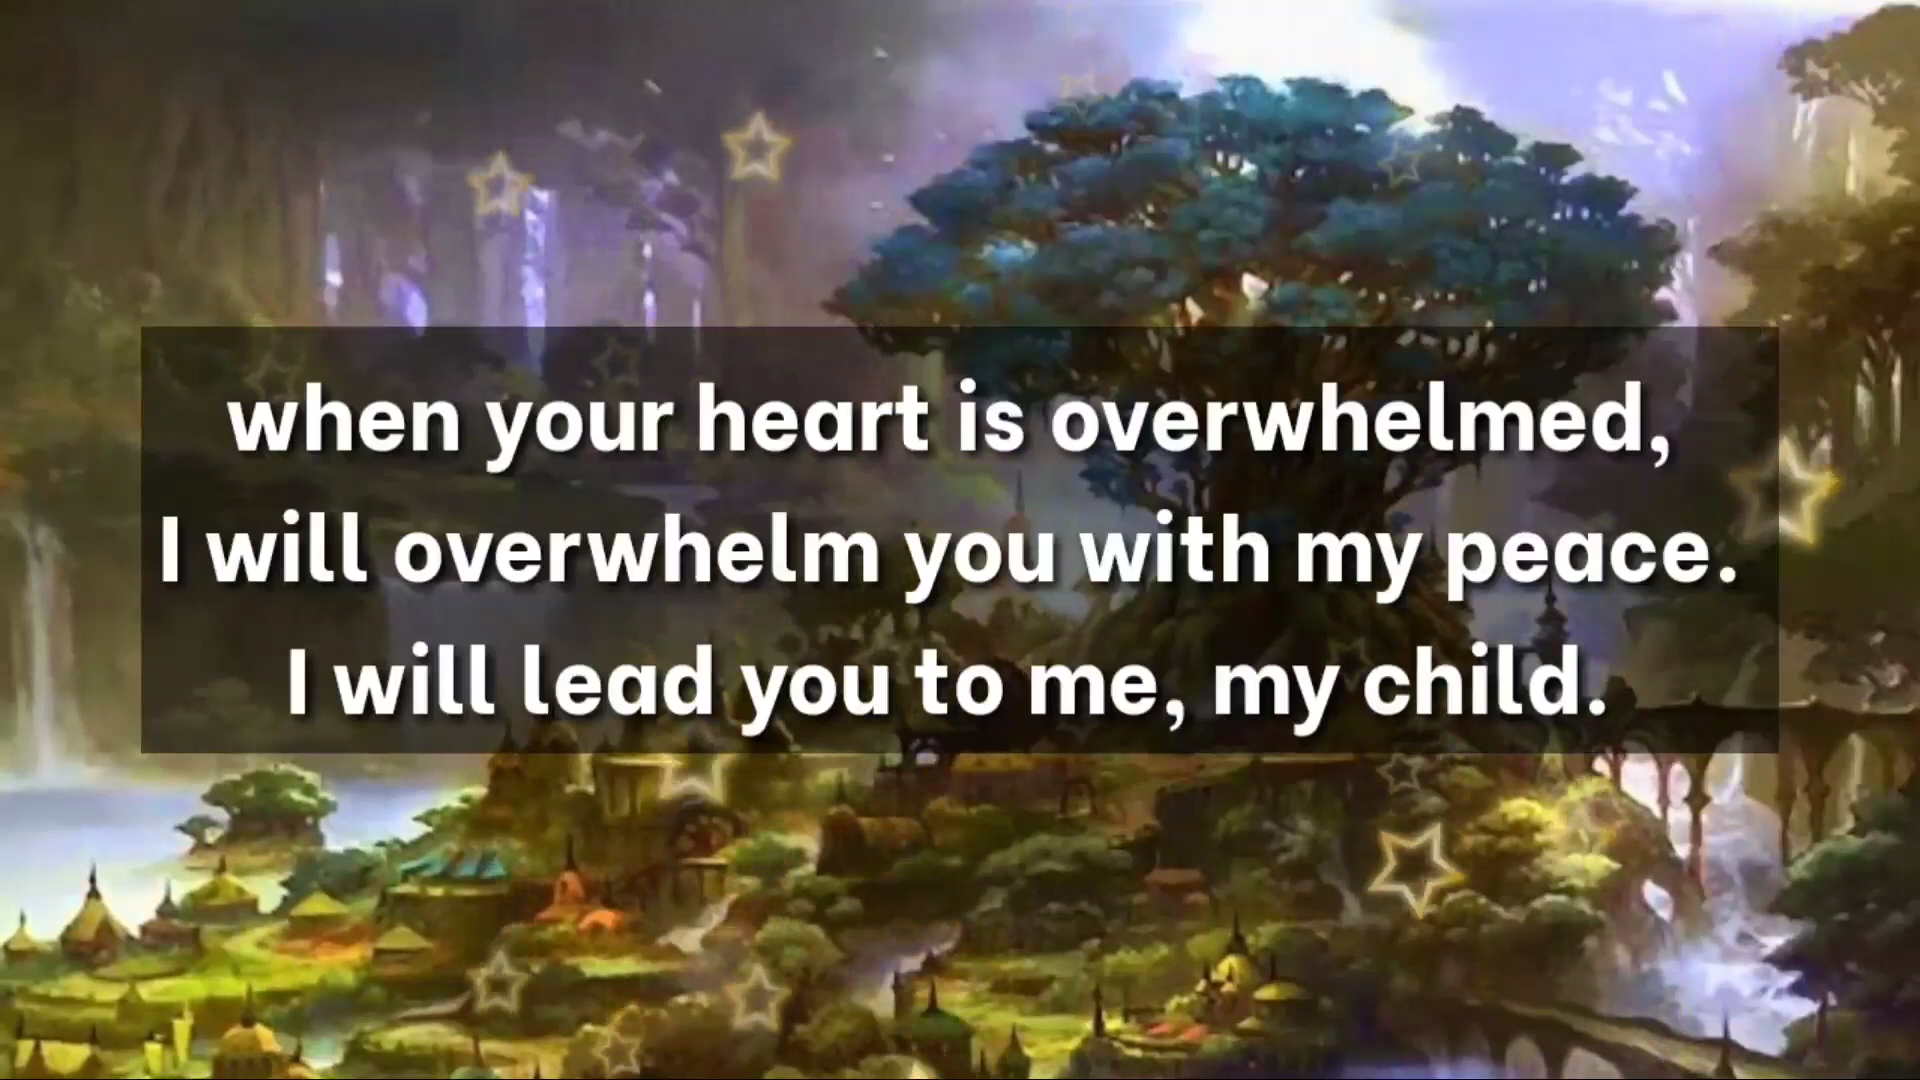 when your heart is overwhelmed,
I will overwhelm you with my peace.
I will lead you to me, my child.